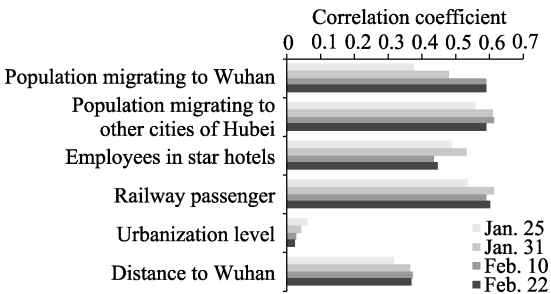 Correlation coefficient
0 0.1 0.2 0.3 0.4 0.5 0.6 0.7
Population migrating to Wuhan
Population migrating to
other cities of Hubei
Employees in star hotels
Railway passenger
Urbanization level
Distance to Wuhan
Jan. 25
Jan. 31
Feb. 10
Feb. 22